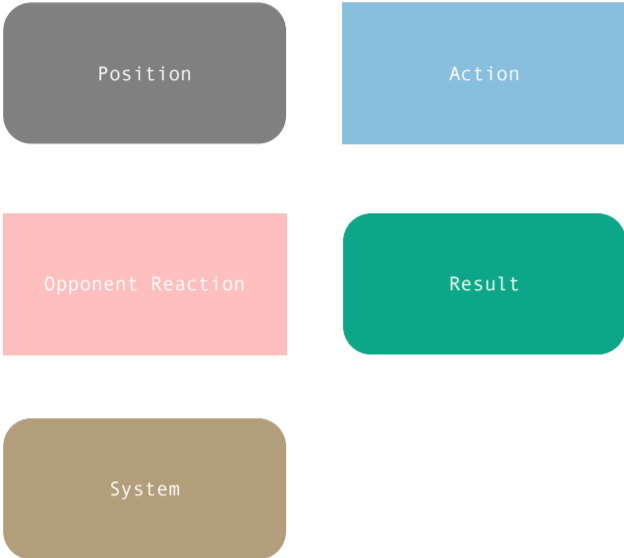 Position
Action
Opponent Reaction
Result
System